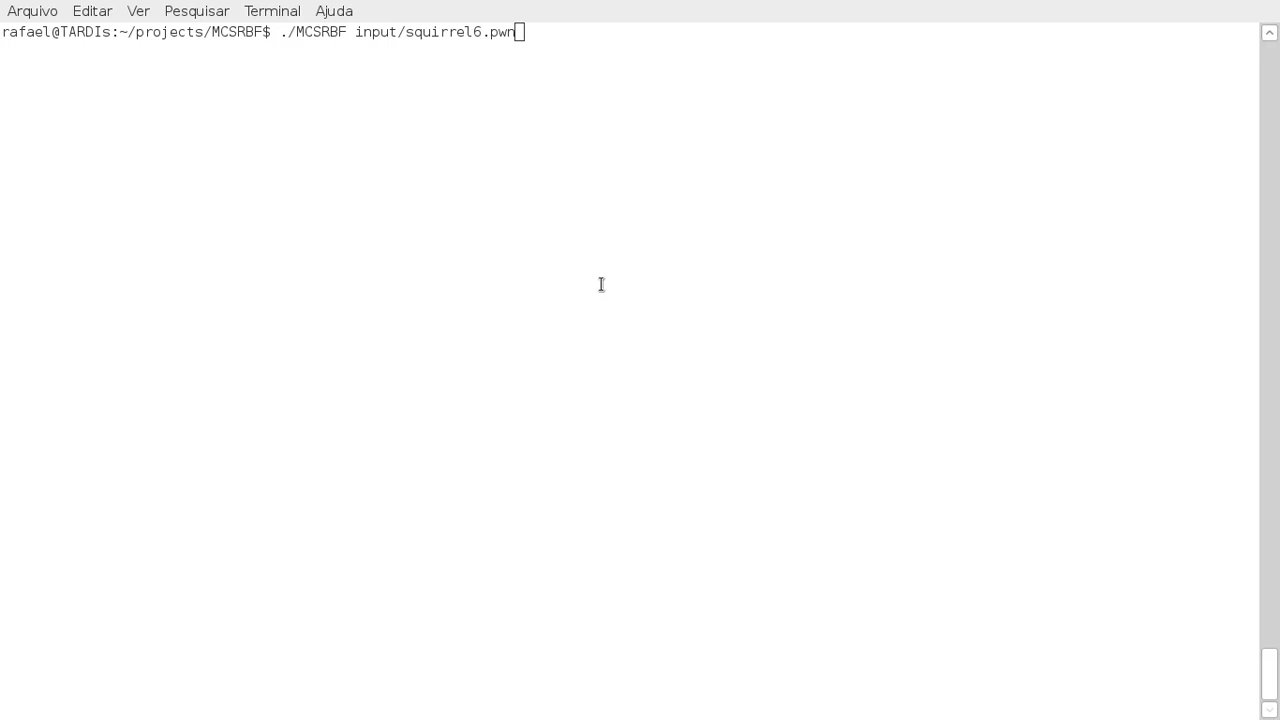 Arquivo Editar Ver Pesquisar Terminal Ajuda
rafael@TARDIs:~/projects/MCSRBF$ ./MCSRBF input/squirrel6.pwn